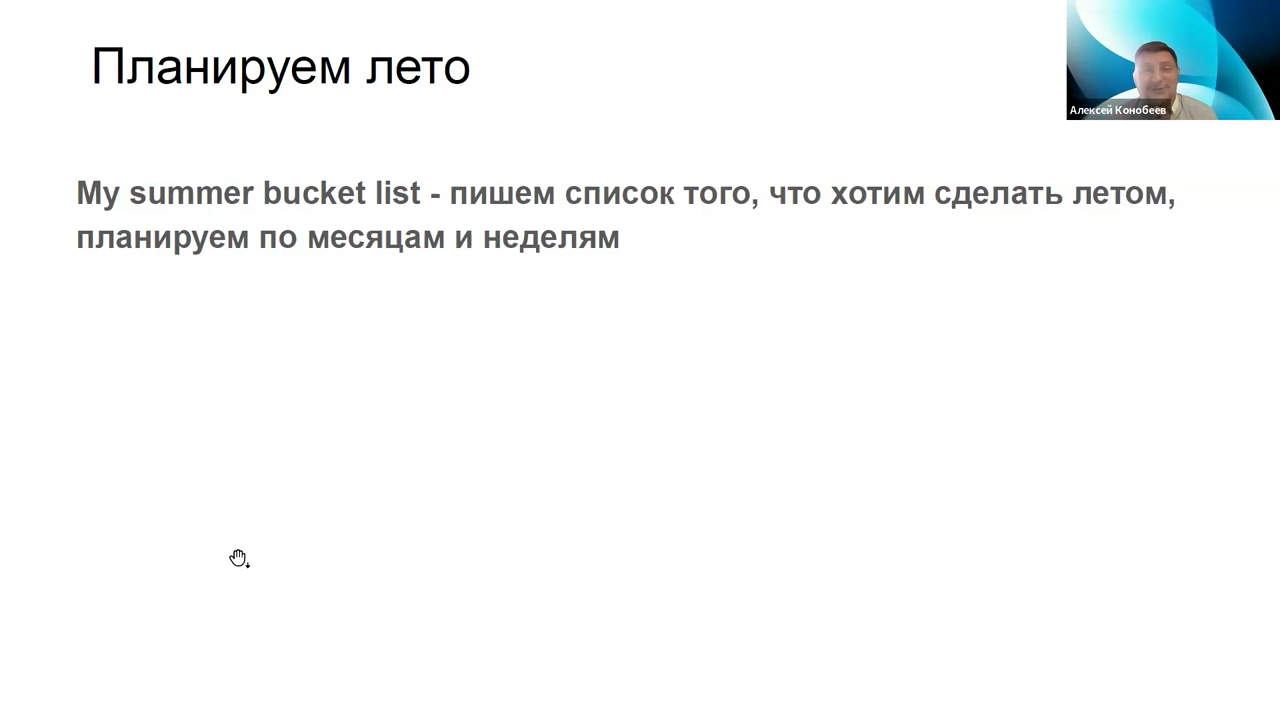 Планируем лето
Алексей Конобеев
My summer bucket list - пишем список того, что хотим сделать летом,
планируем по месяцам и неделям